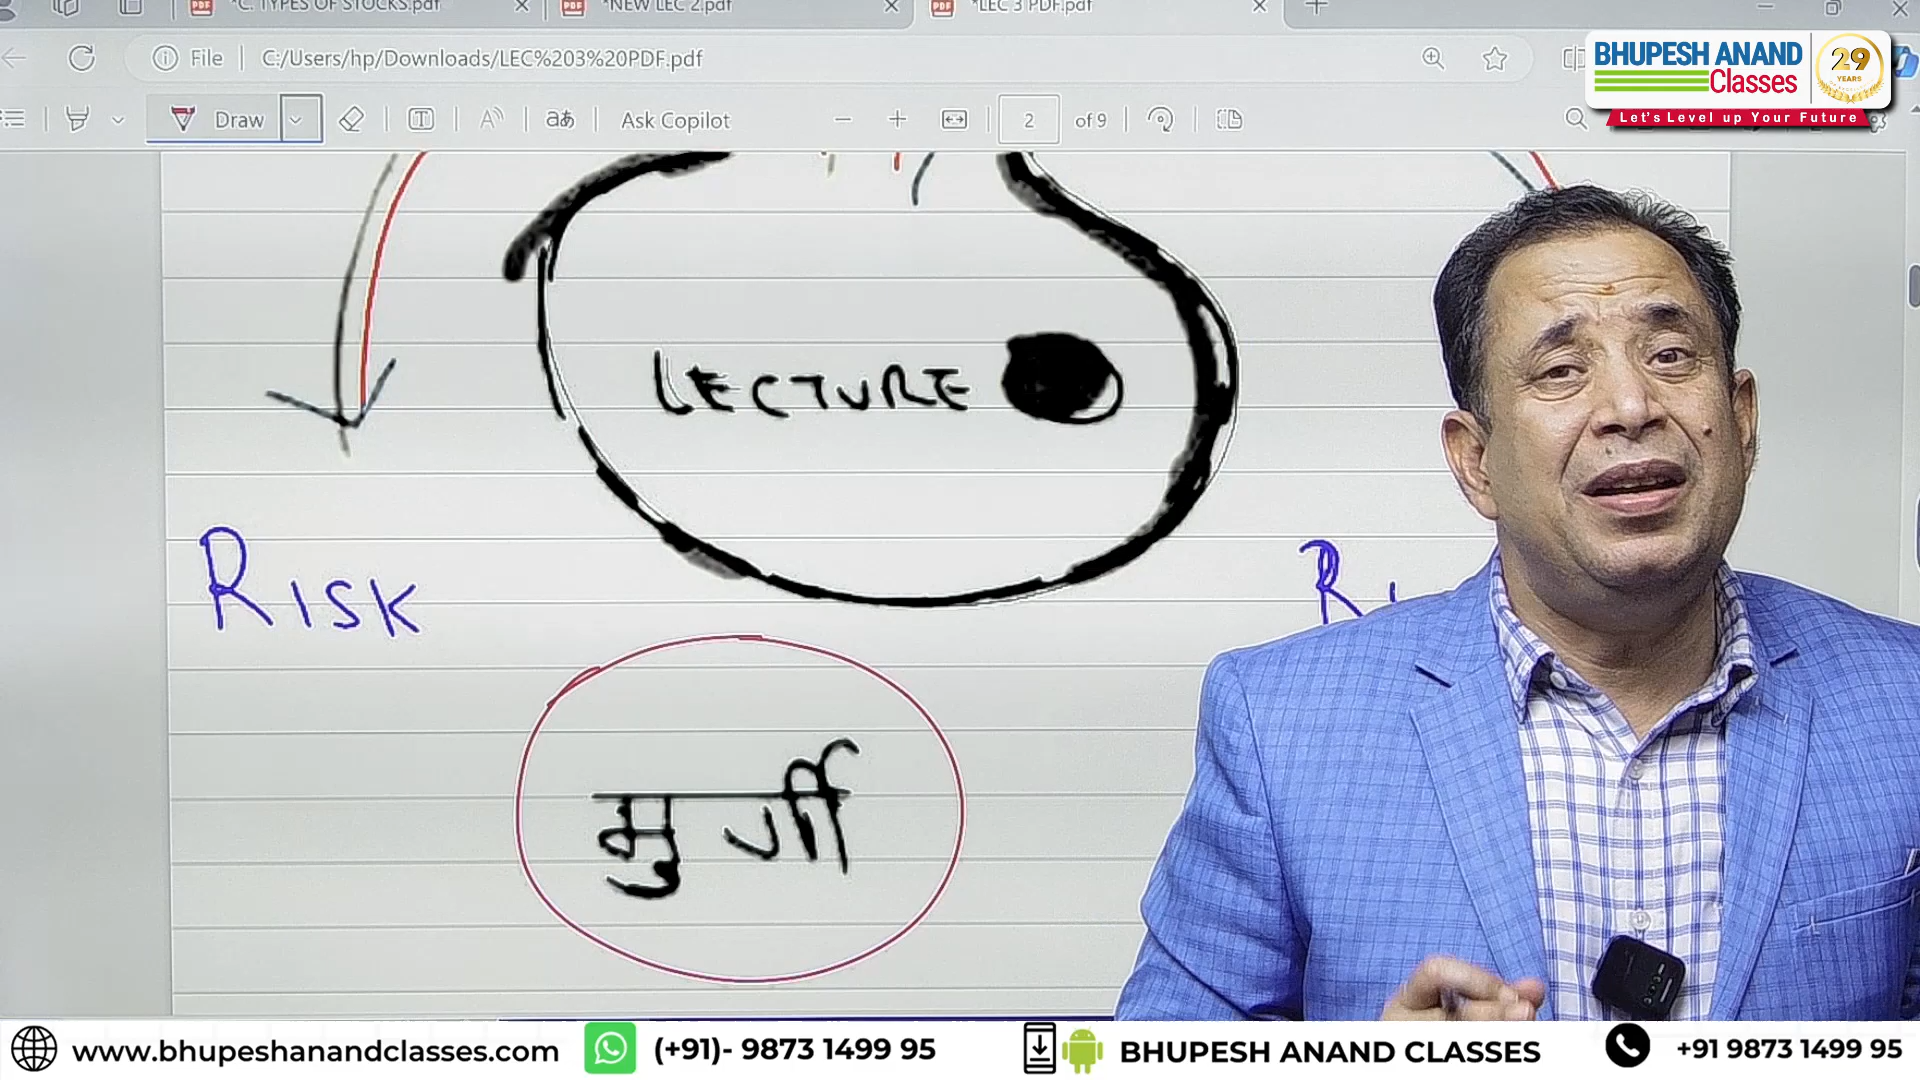 *C. TYPES OF STOCKS.pdf
*NEW LEC 2.pdf
*LEC 3 PDF.pdf
File
C:/Users/hp/Downloads/LEC%203%20PDF.pdf
BHUPESH ANAND
Classes
29
YEARS
Let's Level up Your Future
Draw
Ask Copilot
2
of 9
LECTURE
RISK
मुर्गी
www.bhupeshanandclasses.com
(+91)- 9873 1499 95
BHUPESH ANAND CLASSES
+91 9873 1499 95